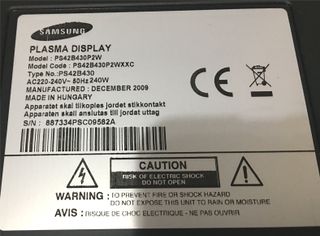 SAMSUNG
PLASMA DISPLAY
Model : PS42B430P2W
Model Code : PS42B430P2WXXC
Type No.: PS42B430
AC220-240V~ 50Hz 240W
MANUFACTURED : DECEMBER 2009
MADE IN HUNGARY
Apparatet skal tilkoples jordet stikkontakt
Apparaten skall anslutas till jordat uttag
S/N : 887334PSC09582A
CE
CAUTION
RISK OF ELECTRIC SHOCK
DO NOT OPEN
WARNING : TO PREVENT FIRE OR SHOCK HAZARD
DO NOT EXPOSE THIS UNIT TO RAIN OR MOISTURE
AVIS : RISQUE DE CHOC ELECTRIQUE - NE PAS OUVRIR